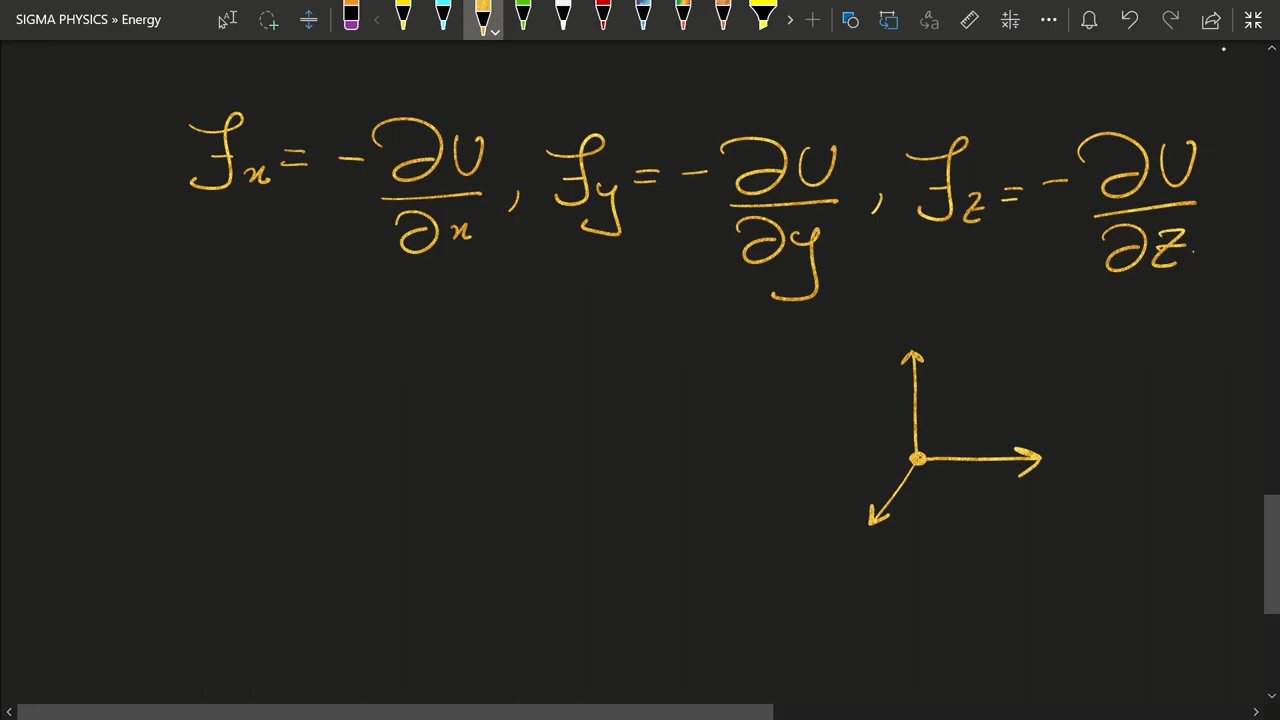 SIGMA PHYSICS » Energy
Fx = - ∂U/∂x , Fy = - ∂U/∂y , Fz = - ∂U/∂z .